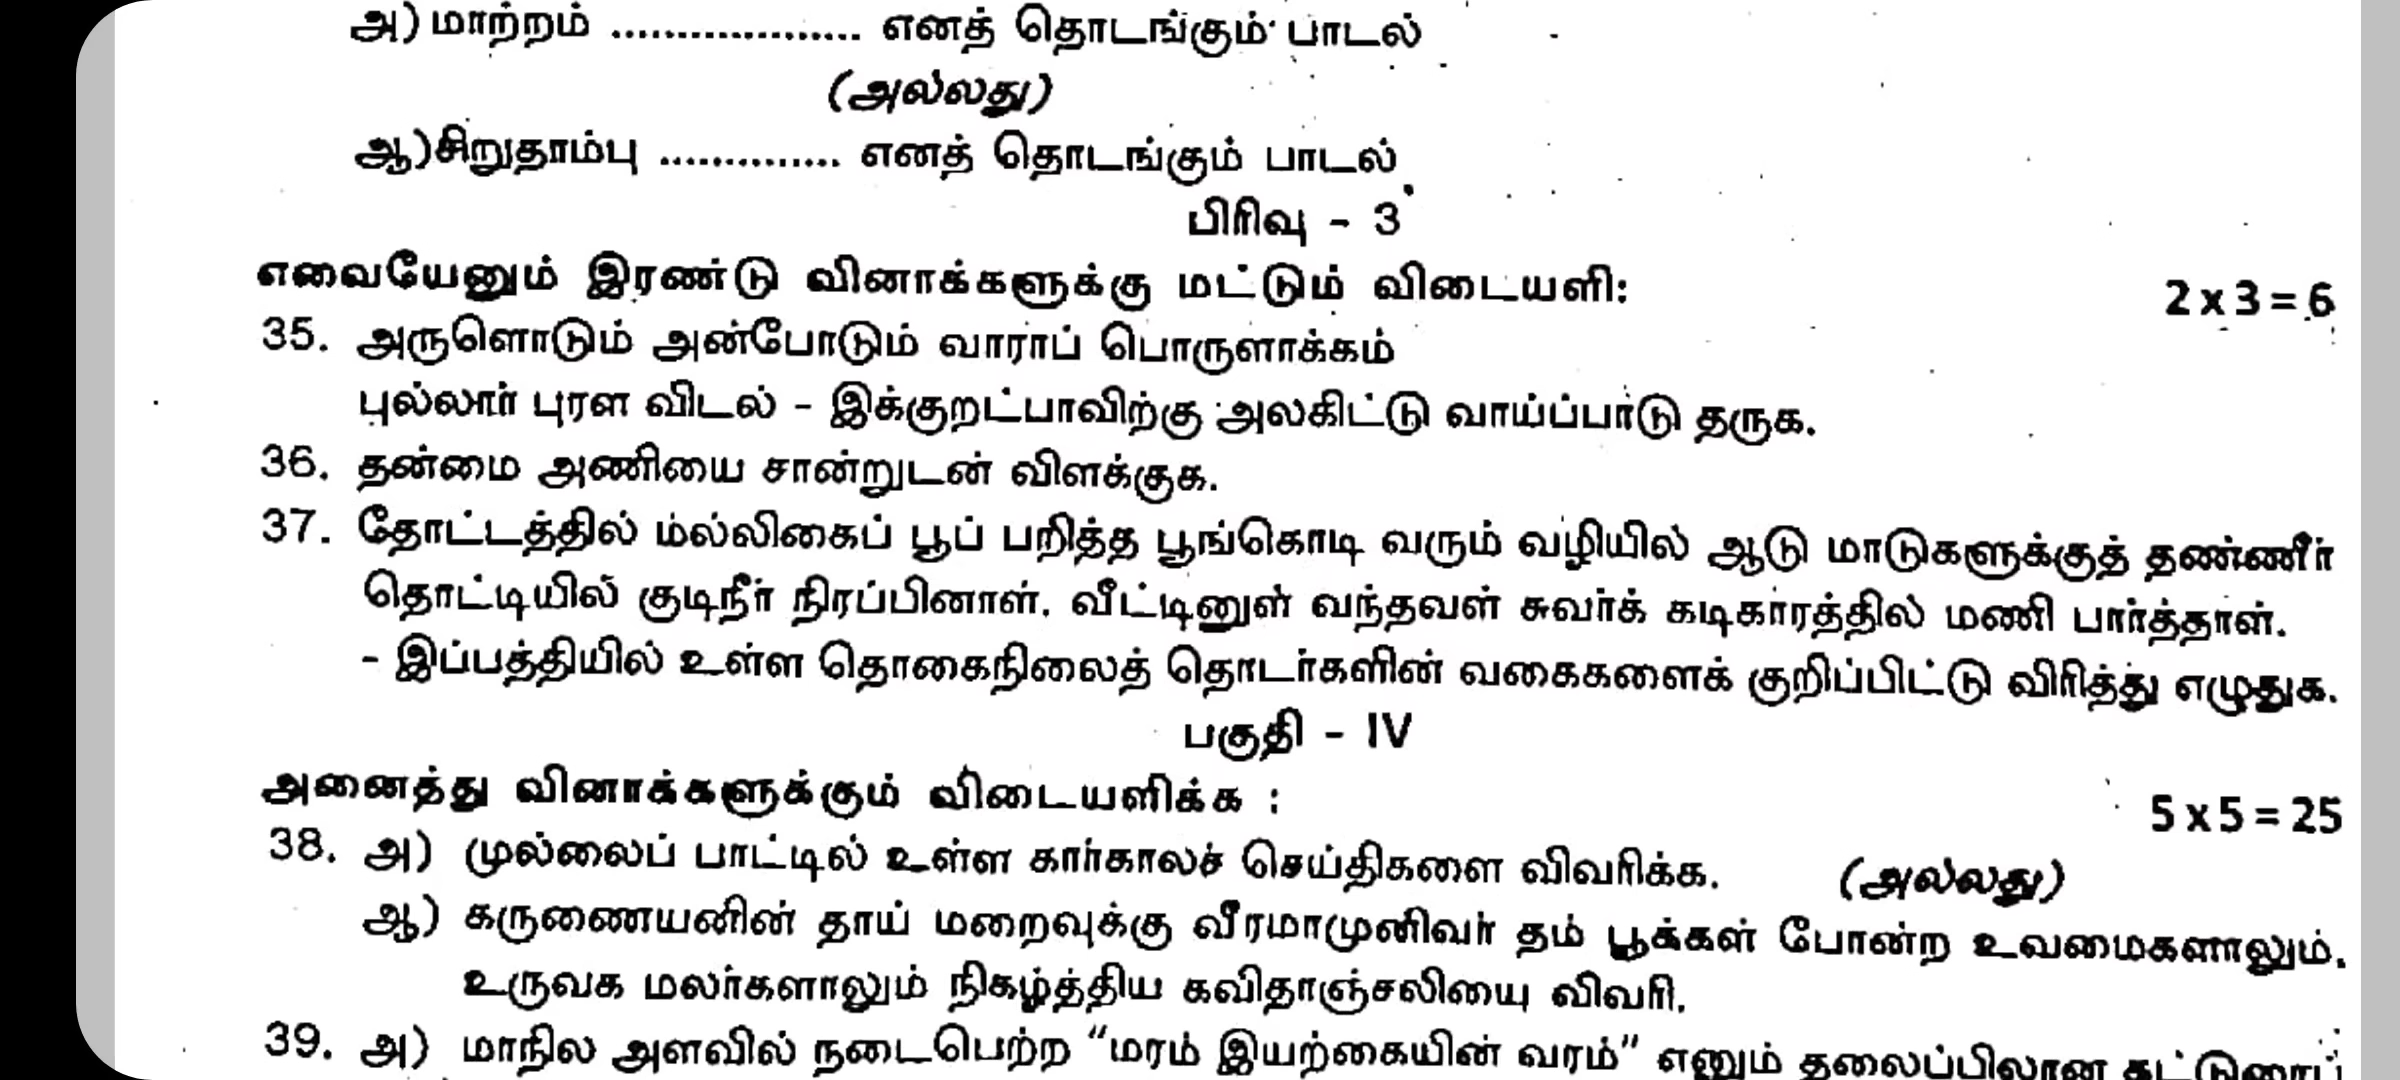 அ) மாற்றம் ................... எனத் தொடங்கும் பாடல்
(அல்லது)
ஆ)சிறுதாம்பு .............. எனத் தொடங்கும் பாடல்
பிரிவு - 3
எவையேனும் இரண்டு வினாக்களுக்கு மட்டும் விடையளி: 2 x 3 = 6
35. அருளொடும் அன்போடும் வாராப் பொருளாக்கம்
புல்லார் புரள விடல் - இக்குறட்பாவிற்கு அலகிட்டு வாய்ப்பாடு தருக.
36. தன்மை அணியை சான்றுடன் விளக்குக.
37. தோட்டத்தில் மல்லிகைப் பூப் பறித்த பூங்கொடி வரும் வழியில் ஆடு மாடுகளுக்குத் தண்ணீர்
தொட்டியில் குடிநீர் நிரப்பினாள். வீட்டினுள் வந்தவள் சுவர்க் கடிகாரத்தில் மணி பார்த்தாள்.
- இப்பத்தியில் உள்ள தொகைநிலைத் தொடர்களின் வகைகளைக் குறிப்பிட்டு விரித்து எழுதுக.
பகுதி - IV
அனைத்து வினாக்களுக்கும் விடையளிக்க : 5 x 5 = 25
38. அ) முல்லைப் பாட்டில் உள்ள கார்காலச் செய்திகளை விவரிக்க. (அல்லது)
ஆ) கருணையனின் தாய் மறைவுக்கு வீரமாமுனிவர் தம் பூக்கள் போன்ற உவமைகளாலும்.
உருவக மலர்களாலும் நிகழ்த்திய கவிதாஞ்சலியை விவரி.
39. அ) மாநில அளவில் நடைபெற்ற “மரம் இயற்கையின் வரம்” எனும் தலைப்பிலான